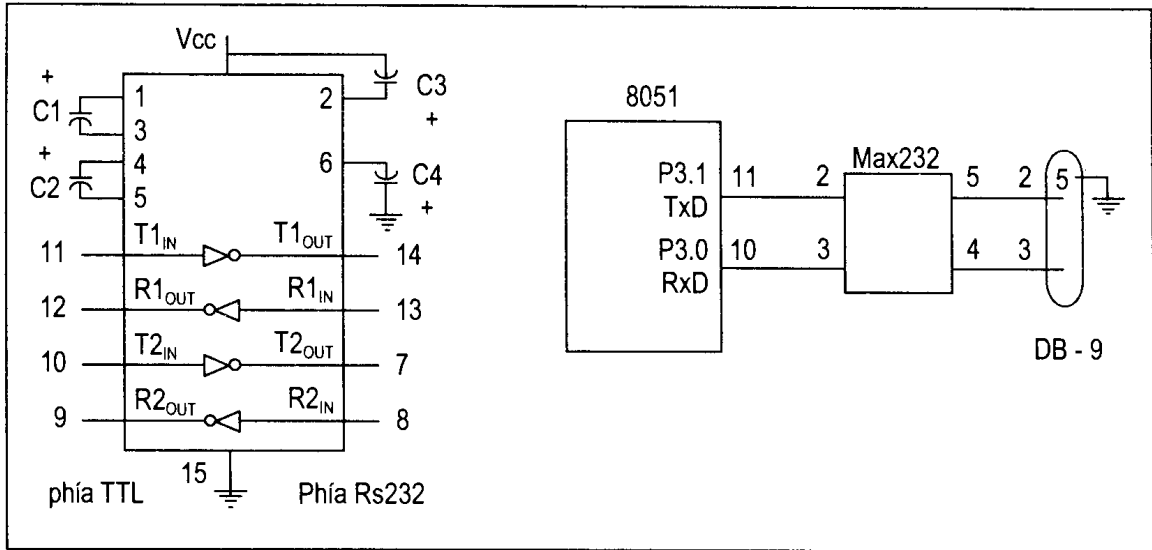 Vcc
+
C1
1
3
+
C2
4
5
2
C3
+
6
C4
+
11 T1IN T1OUT 14
12 R1OUT R1IN 13
10 T2IN T2OUT 7
9 R2OUT R2IN 8
15
phía TTL Phía Rs232
8051
P3.1
TxD
11
P3.0
RxD
10
Max232
2
3
5
4
2
3
5
DB - 9